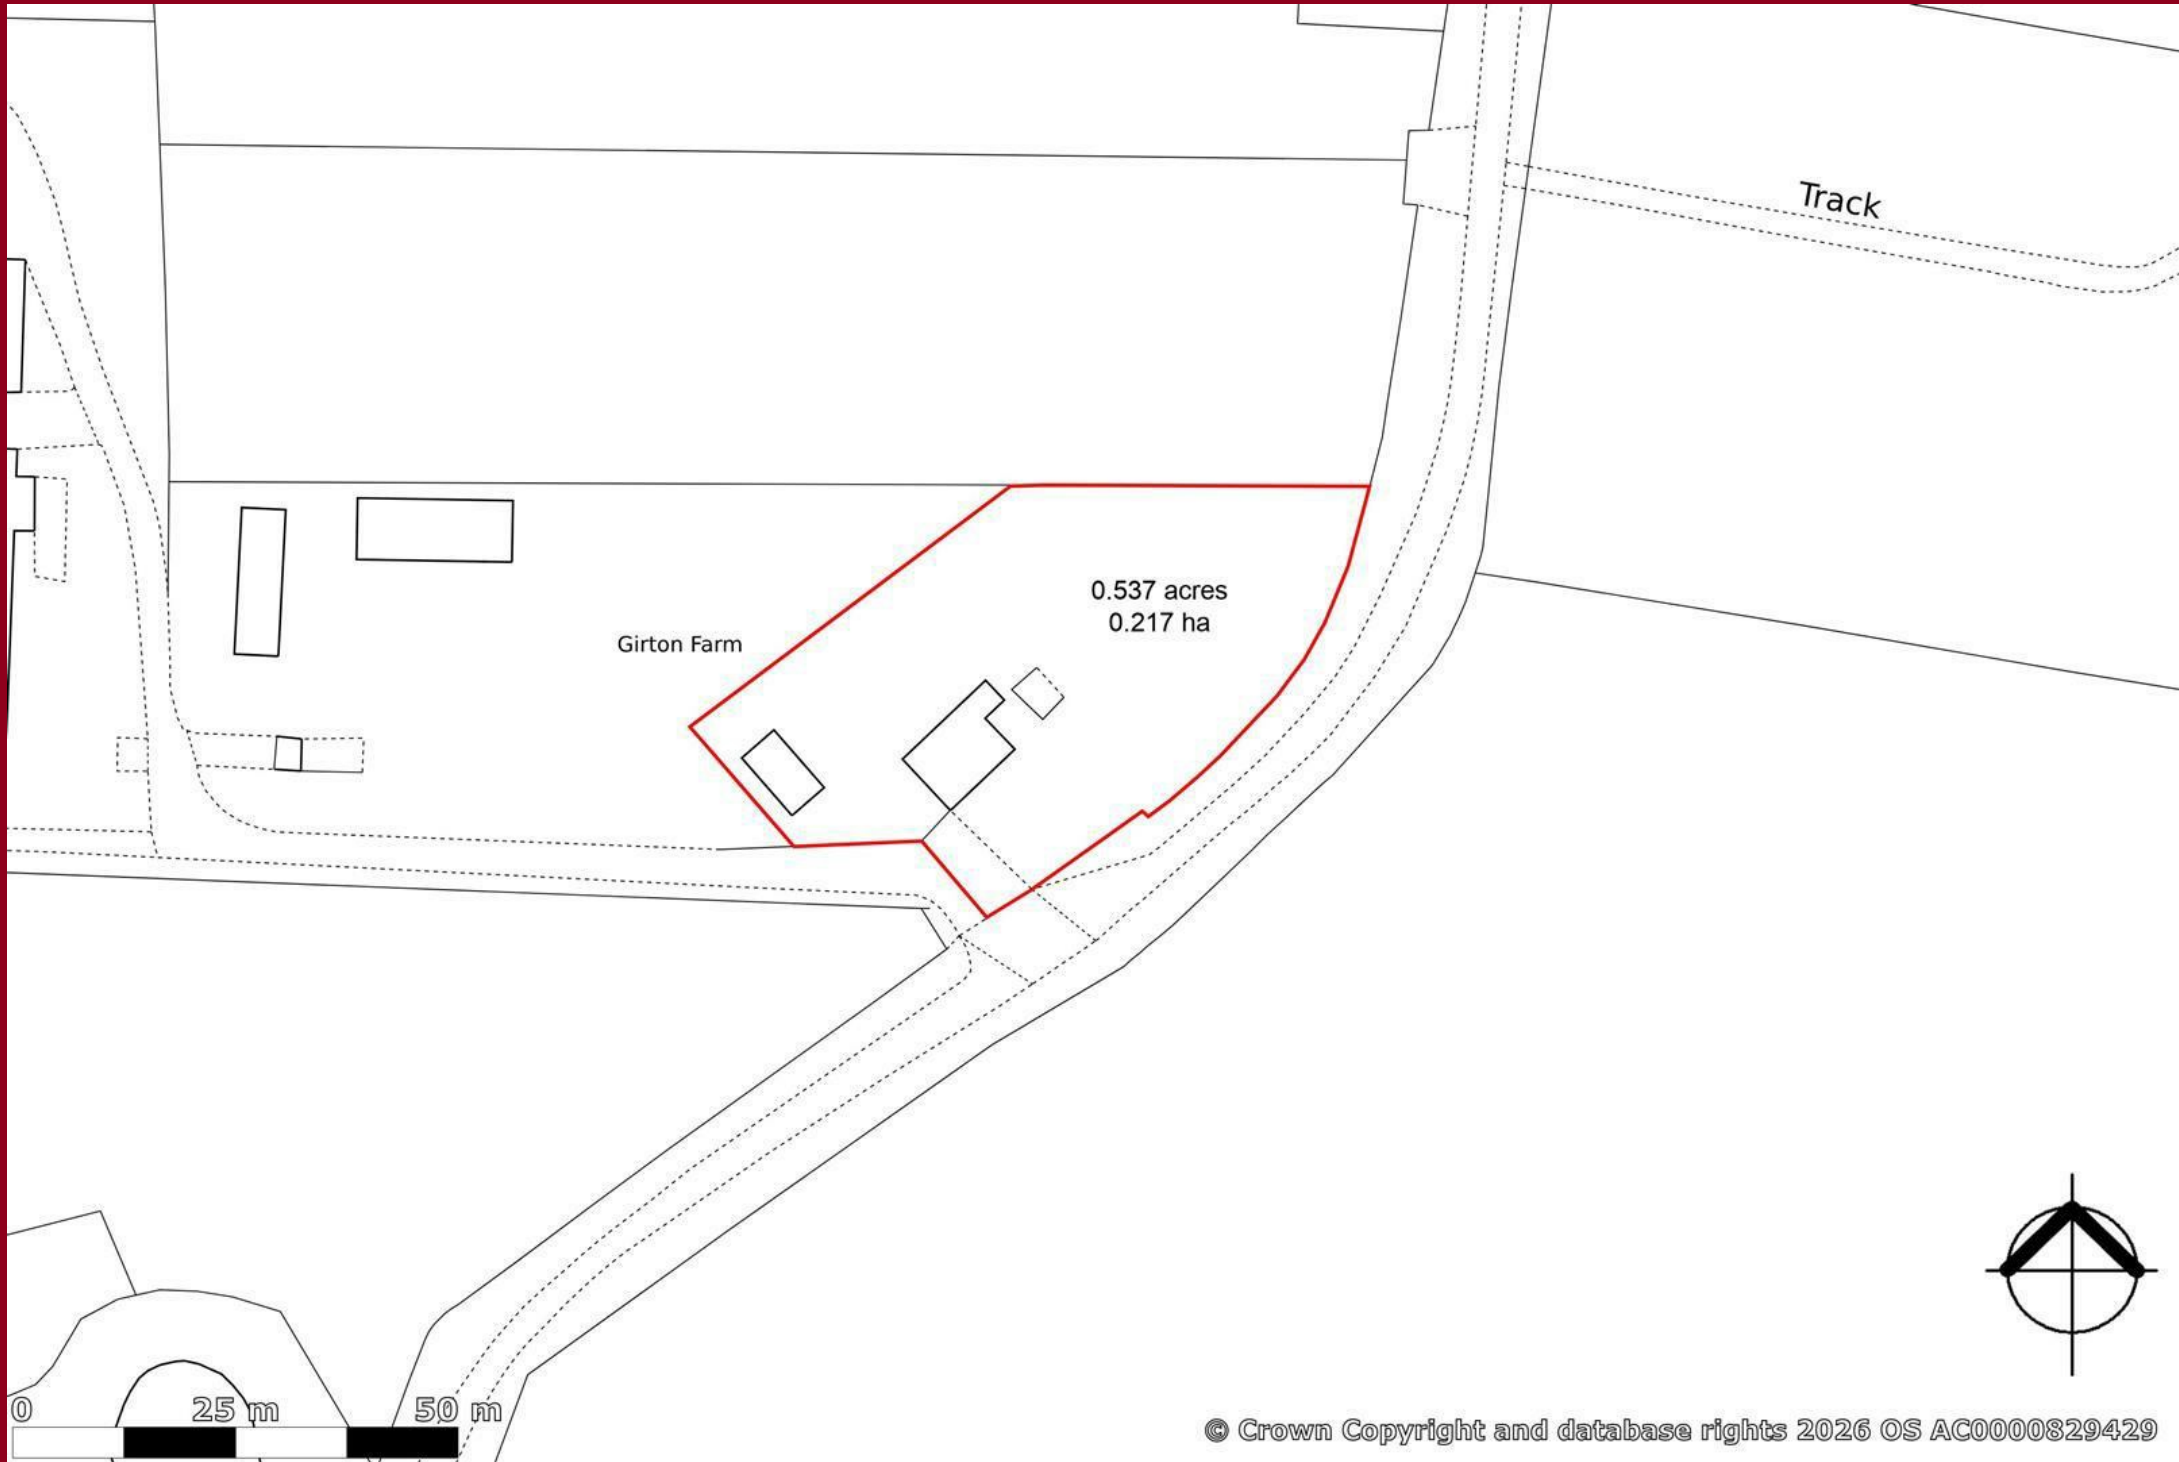 Track
0.537 acres
0.217 ha
Girton Farm
0 25 m 50 m
© Crown Copyright and database rights 2026 OS AC0000829429